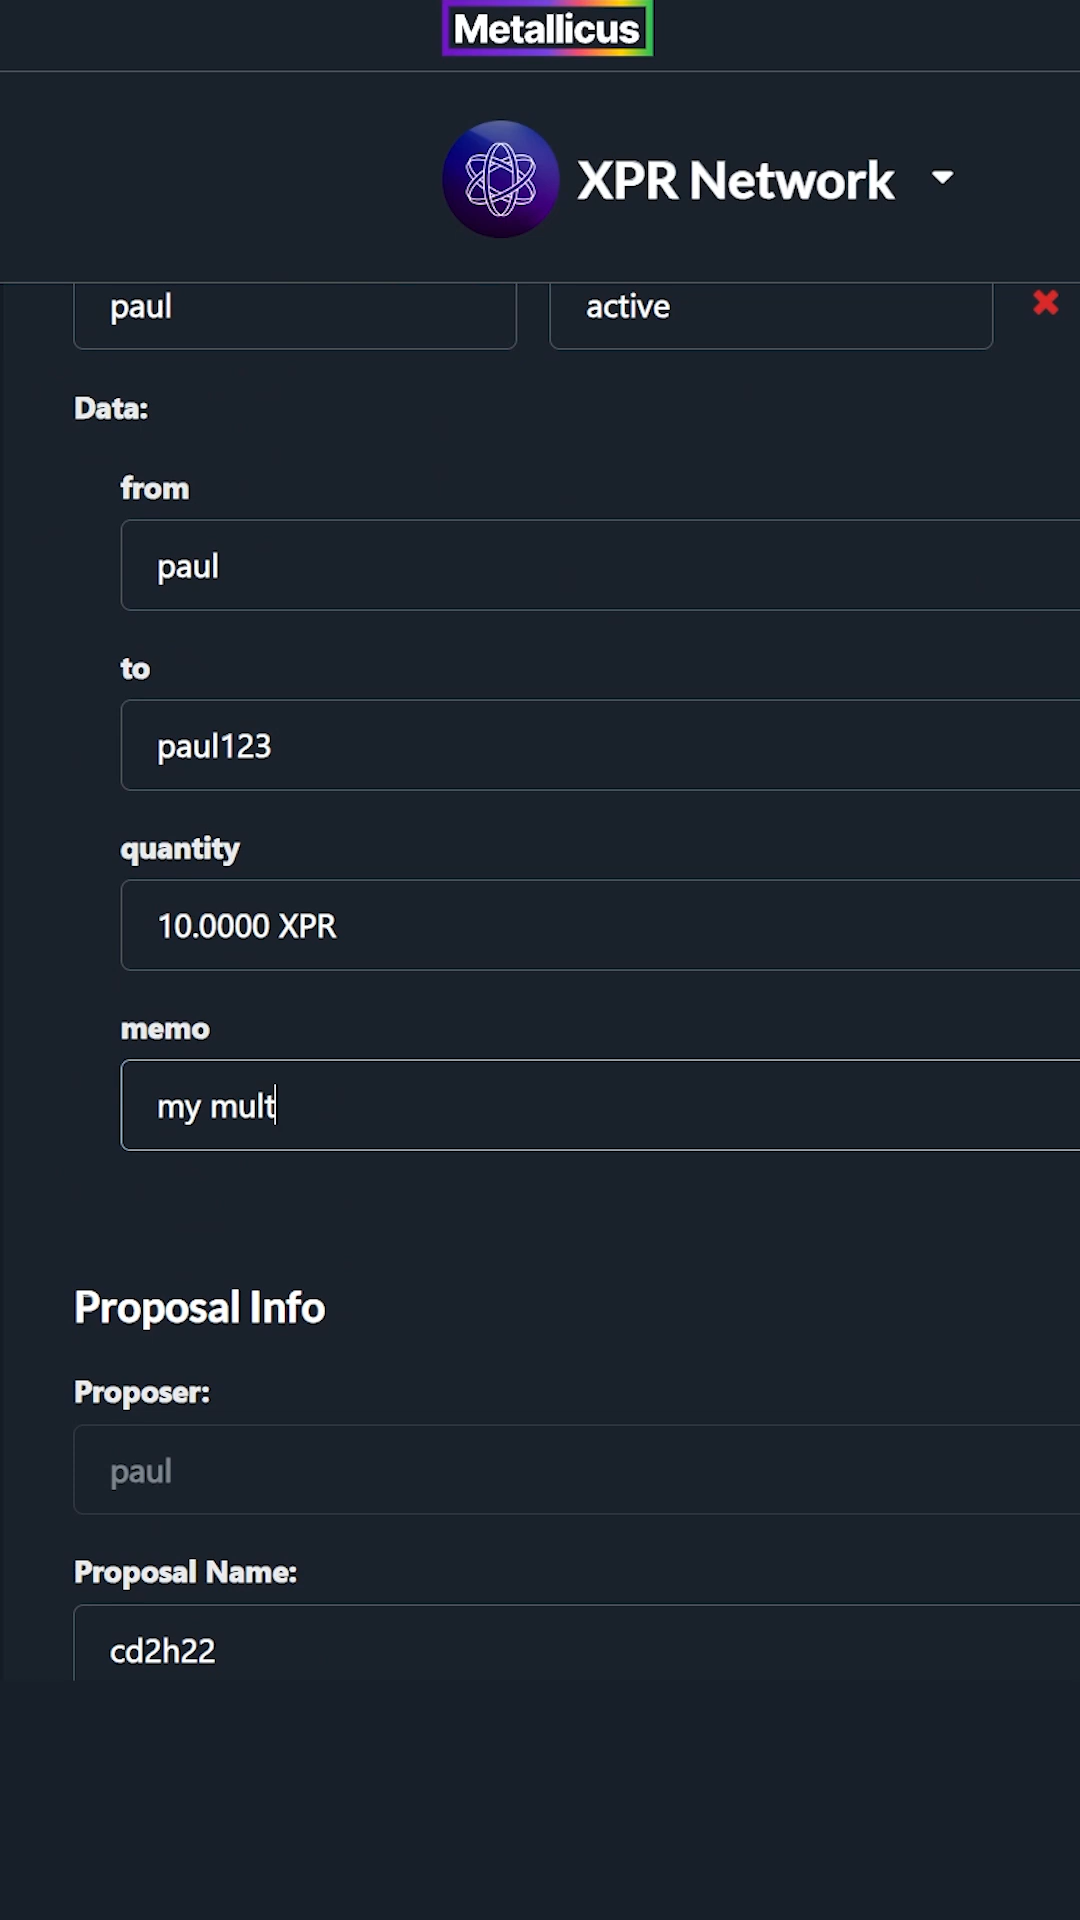 Metallicus
XPR Network
paul
active
Data:
from
paul
to
paul123
quantity
10.0000 XPR
memo
my mult
Proposal Info
Proposer:
paul
Proposal Name:
cd2h22